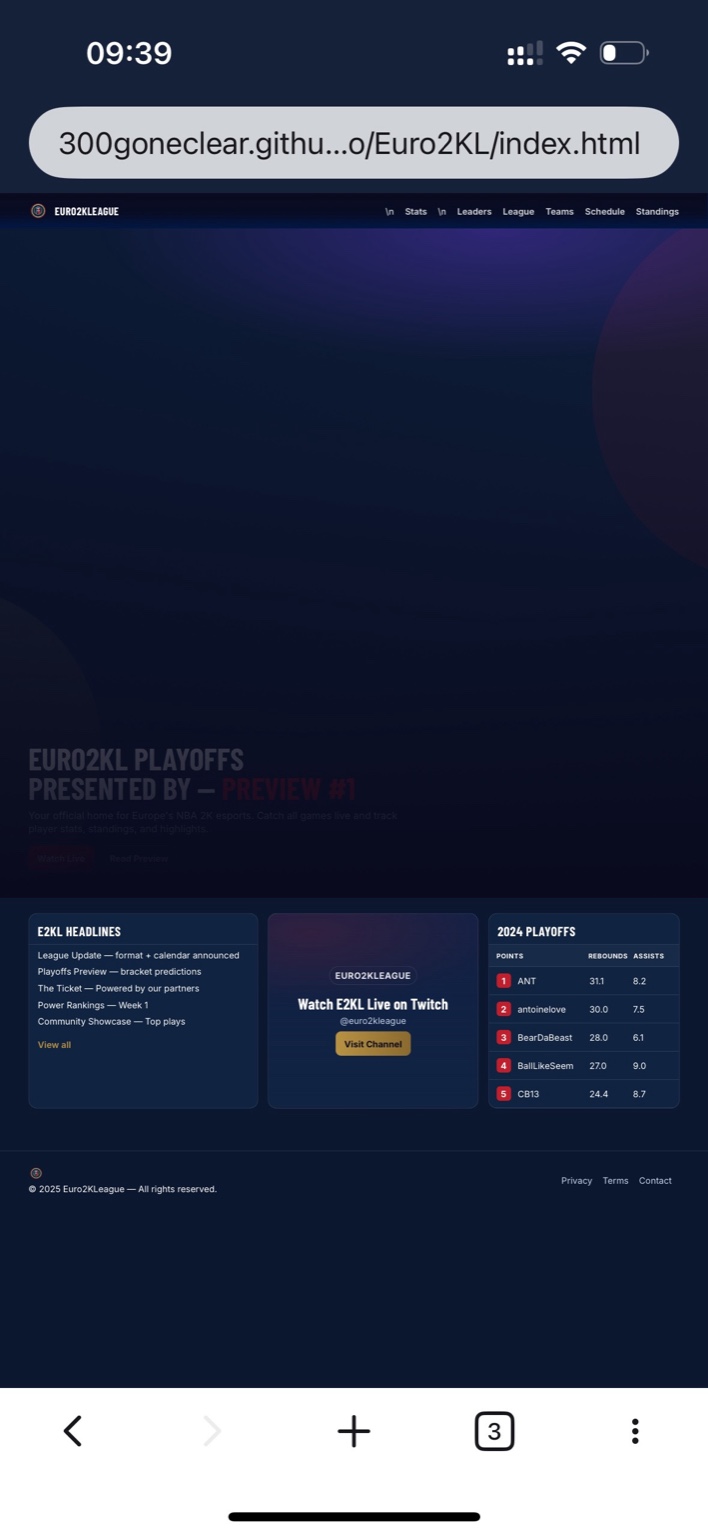 09:39
300goneclear.githu...o/Euro2KL/index.html
EURO2KLEAGUE
\n Stats \n Leaders League Teams Schedule Standings
EURO2KL PLAYOFFS
PRESENTED BY — PREVIEW #1
Your official home for Europe's NBA 2K esports. Catch all games live and track
player stats, standings, and highlights.
Watch Live Read Preview
E2KL HEADLINES
League Update — format + calendar announced
Playoffs Preview — bracket predictions
The Ticket — Powered by our partners
Power Rankings — Week 1
Community Showcase — Top plays
View all
EURO2KLEAGUE
Watch E2KL Live on Twitch
@euro2kleague
Visit Channel
2024 PLAYOFFS
POINTS REBOUNDS ASSISTS
1 ANT 31.1 8.2
2 antoinelove 30.0 7.5
3 BearDaBeast 28.0 6.1
4 BallLikeSeem 27.0 9.0
5 CB13 24.4 8.7
© 2025 Euro2KLeague — All rights reserved.
Privacy Terms Contact
3